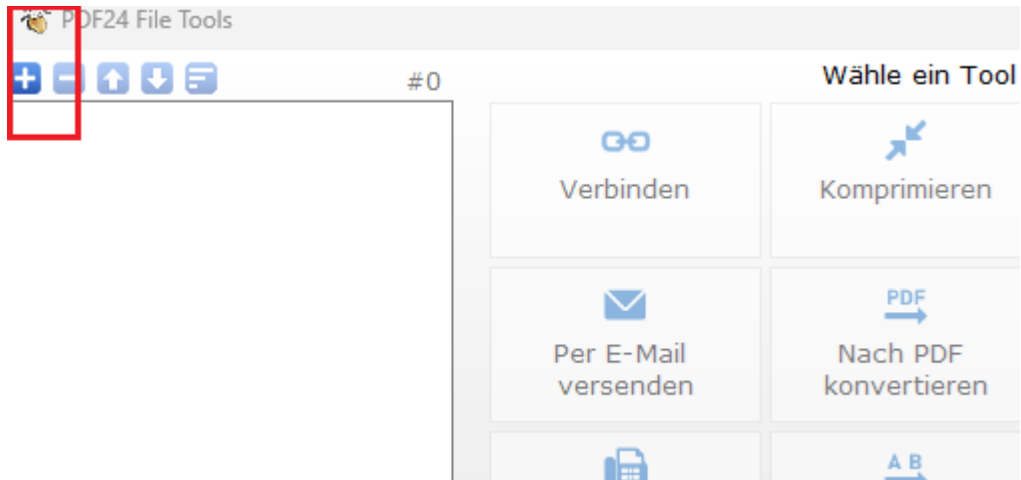 PDF24 File Tools
#0
Wähle ein Tool
Verbinden
Komprimieren
Per E-Mail
versenden
PDF
Nach PDF
konvertieren
A B